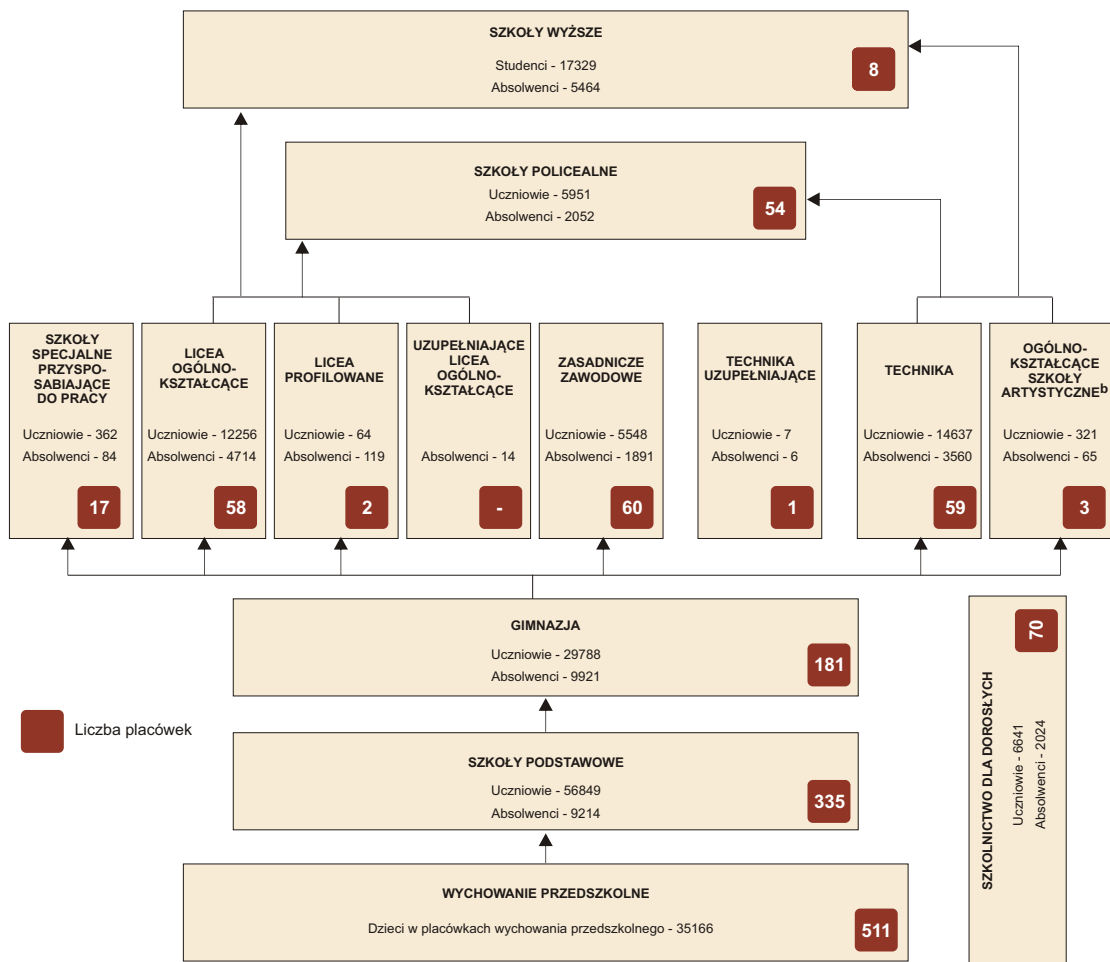 SZKOŁY WYŻSZE
Studenci - 17329
Absolwenci - 5464
8
SZKOŁY POLICEALNE
Uczniowie - 5951
Absolwenci - 2052
54
SZKOŁY
SPECJALNE
PRZYSPO-
SABIAJĄCE
DO PRACY
Uczniowie - 362
Absolwenci - 84
17
LICEA
OGÓLNO-
KSZTAŁCĄCE
Uczniowie - 12256
Absolwenci - 4714
58
LICEA
PROFILOWANE
Uczniowie - 64
Absolwenci - 119
2
UZUPEŁNIAJĄCE
LICEA
OGÓLNO-
KSZTAŁCĄCE
Absolwenci - 14
-
ZASADNICZE
ZAWODOWE
Uczniowie - 5548
Absolwenci - 1891
60
TECHNIKA
UZUPEŁNIAJĄCE
Uczniowie - 7
Absolwenci - 6
1
TECHNIKA
Uczniowie - 14637
Absolwenci - 3560
59
OGÓLNO-
KSZTAŁCĄCE
SZKOŁY
ARTYSTYCZNEb
Uczniowie - 321
Absolwenci - 65
3
GIMNAZJA
Uczniowie - 29788
Absolwenci - 9921
181
Liczba placówek
SZKOŁY PODSTAWOWE
Uczniowie - 56849
Absolwenci - 9214
335
WYCHOWANIE PRZEDSZKOLNE
Dzieci w placówkach wychowania przedszkolnego - 35166
511
SZKOLNICTWO DLA DOROSŁYCH
Uczniowie - 6641
Absolwenci - 2024
70